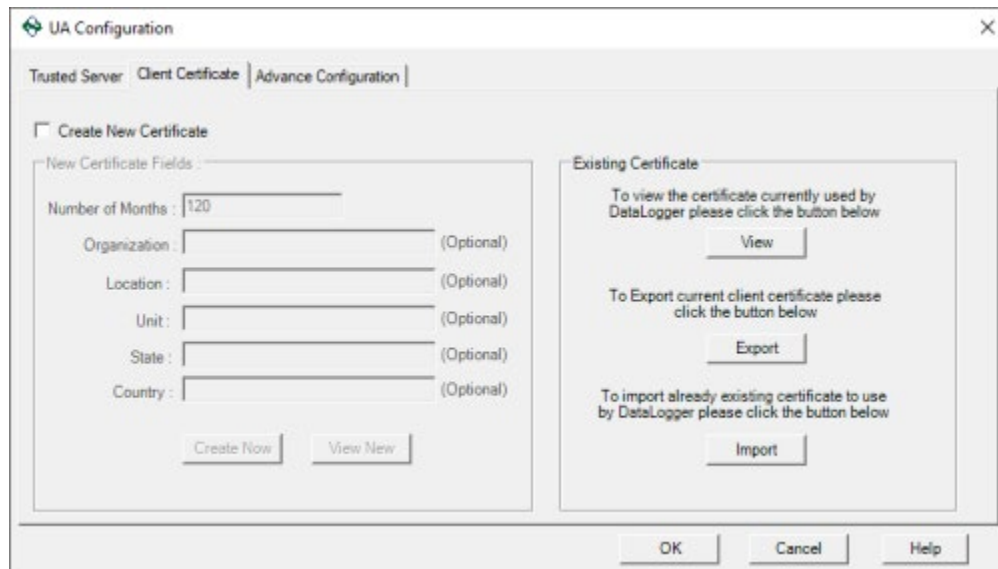 UA Configuration
Trusted Server
Client Certificate
Advance Configuration
Create New Certificate
New Certificate Fields :
Number of Months : 120
Organization : (Optional)
Location : (Optional)
Unit : (Optional)
State : (Optional)
Country : (Optional)
Create Now
View New
Existing Certificate
To view the certificate currently used by
DataLogger please click the button below
View
To Export current client certificate please
click the button below
Export
To import already existing certificate to use
by DataLogger please click the button below
Import
OK
Cancel
Help